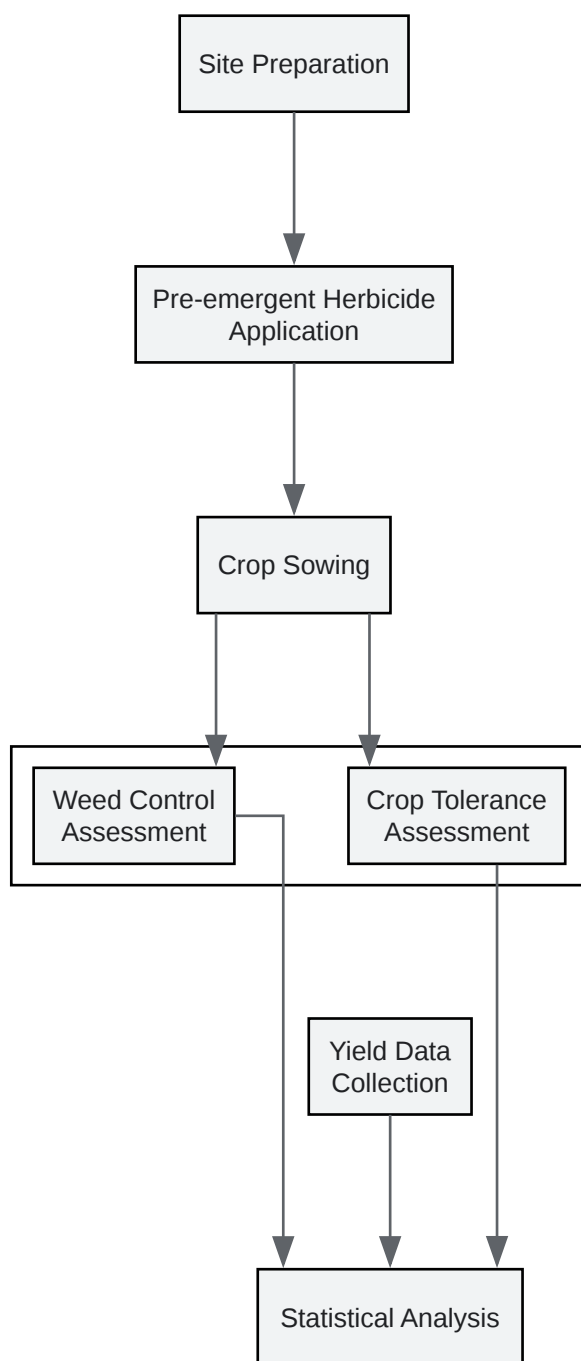 Site Preparation
Pre-emergent Herbicide
Application
Crop Sowing
Weed Control
Assessment
Crop Tolerance
Assessment
Yield Data
Collection
Statistical Analysis